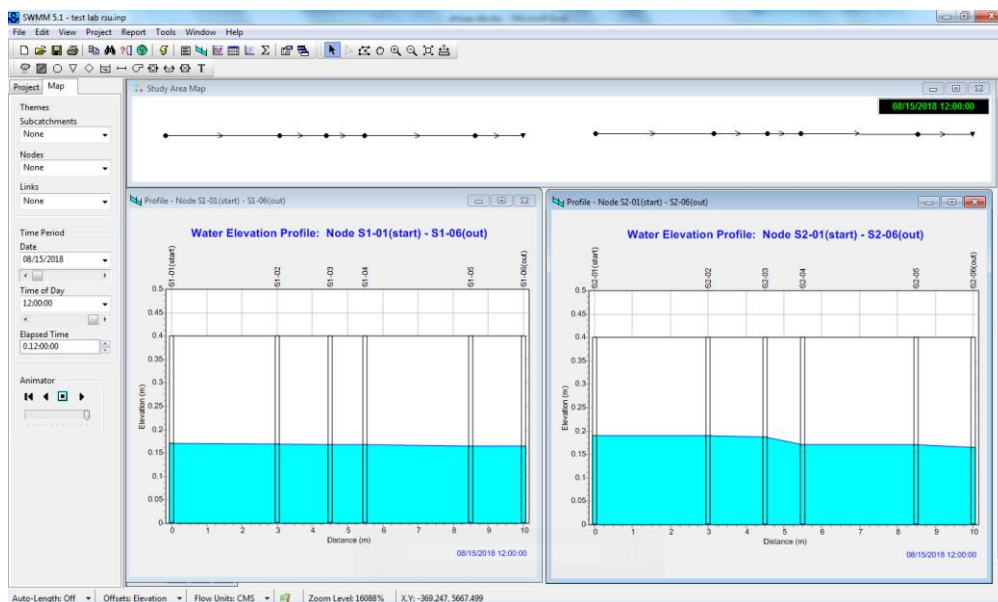 SWMM 5.1 - test lab rsu.inp
File Edit View Project Report Tools Window Help
Project Map
Themes
Subcatchments
None
Nodes
None
Links
None
Time Period
Date
08/15/2018
Time of Day
12:00:00
Elapsed Time
0.12:00:00
Animator
Study Area Map
08/15/2018 12:00:00
Profile - Node S1-01(start) - S1-06(out)
Water Elevation Profile: Node S1-01(start) - S1-06(out)
S1-01(start) S1-02 S1-03 S1-04 S1-05 S1-06(out)
0.5
0.45
0.4
0.35
0.3
0.25
0.2
0.15
0.1
0.05
0
Elevation (m)
0 1 2 3 4 5 6 7 8 9 10
Distance (m)
08/15/2018 12:00:00
Profile - Node S2-01(start) - S2-06(out)
Water Elevation Profile: Node S2-01(start) - S2-06(out)
S2-01(start) S2-02 S2-03 S2-04 S2-05 S2-06(out)
0.5
0.45
0.4
0.35
0.3
0.25
0.2
0.15
0.1
0.05
0
Elevation (m)
0 1 2 3 4 5 6 7 8 9 10
Distance (m)
08/15/2018 12:00:00
Auto-Length: Off Offsets: Elevation Flow Units: CMS Zoom Level: 16088% X,Y: -369.247, 5667.499